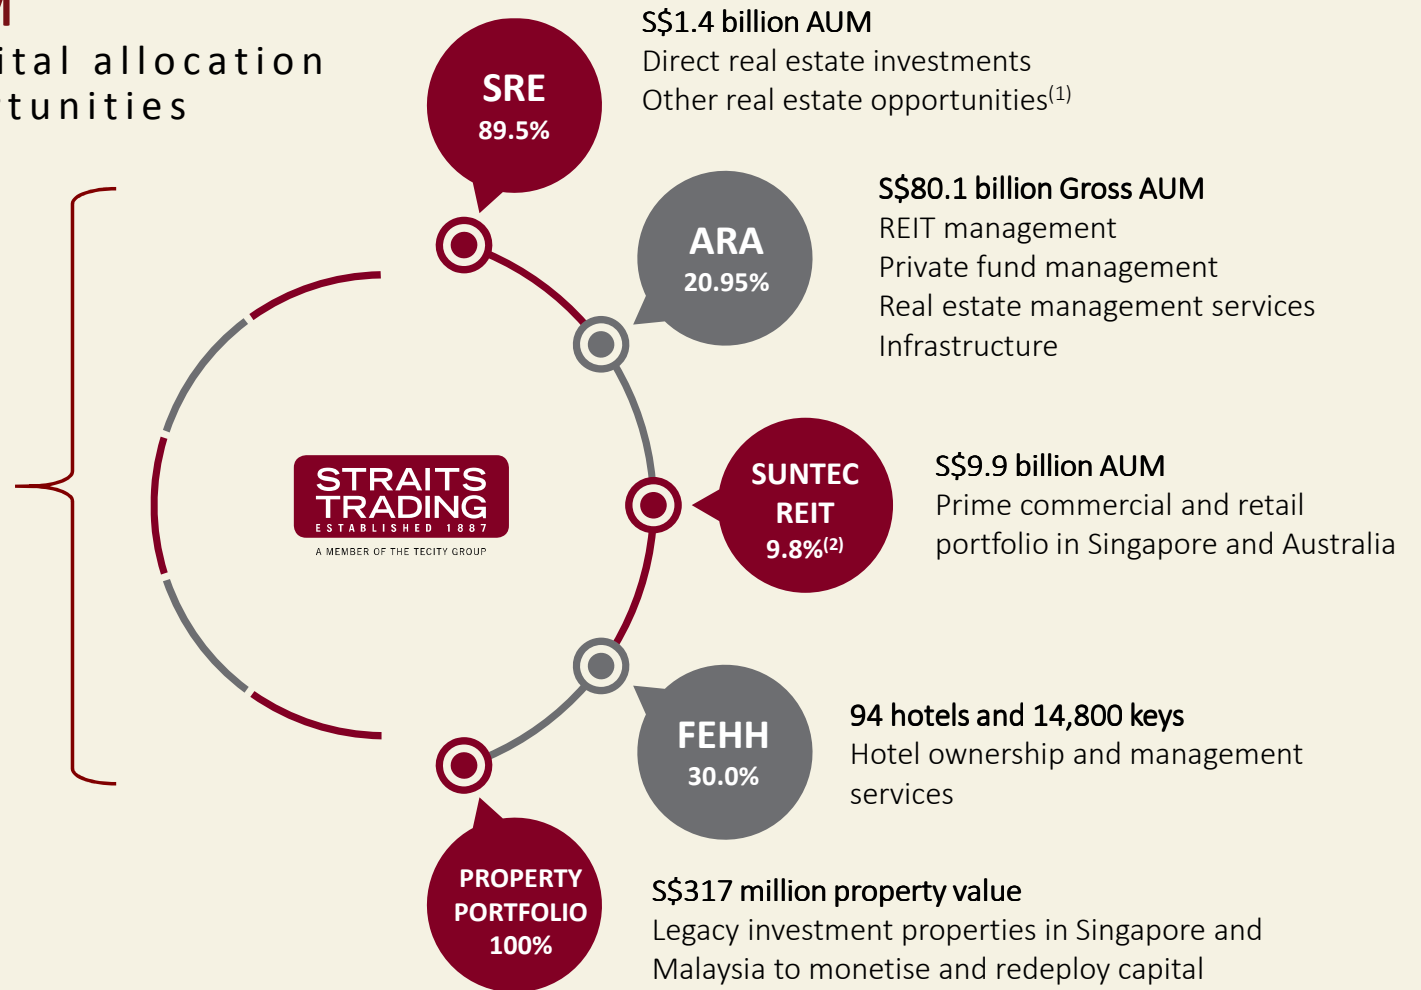 ital allocation
rtunities
SRE
89.5%
S$1.4 billion AUM
Direct real estate investments
Other real estate opportunities(1)
ARA
20.95%
S$80.1 billion Gross AUM
REIT management
Private fund management
Real estate management services
Infrastructure
STRAITS
TRADING
ESTABLISHED 1887
A MEMBER OF THE TECITY GROUP
SUNTEC
REIT
9.8%(2)
S$9.9 billion AUM
Prime commercial and retail
portfolio in Singapore and Australia
FEHH
30.0%
94 hotels and 14,800 keys
Hotel ownership and management
services
PROPERTY
PORTFOLIO
100%
S$317 million property value
Legacy investment properties in Singapore and
Malaysia to monetise and redeploy capital